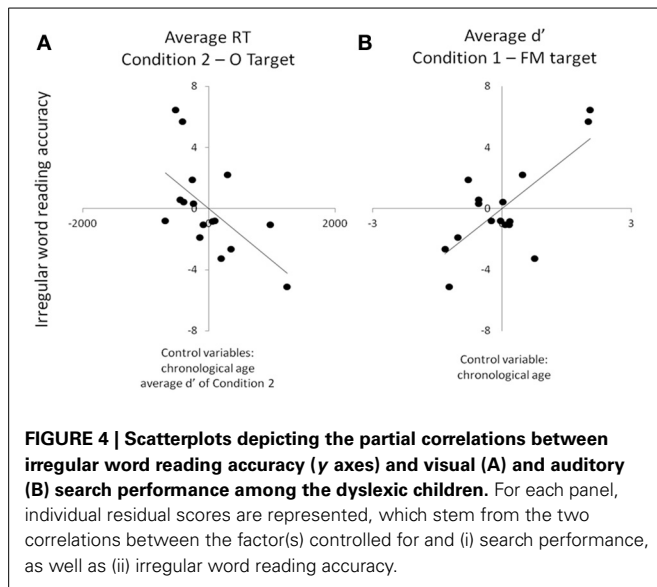 A
Average RT
Condition 2 – O Target
Irregular word reading accuracy
8
4
0
-4
-8
-2000
2000
Control variables:
chronological age
average d' of Condition 2
B
Average d'
Condition 1 – FM target
8
4
0
-4
-8
-3
3
Control variable:
chronological age
FIGURE 4 | Scatterplots depicting the partial correlations between
irregular word reading accuracy (y axes) and visual (A) and auditory
(B) search performance among the dyslexic children. For each panel,
individual residual scores are represented, which stem from the two
correlations between the factor(s) controlled for and (i) search performance,
as well as (ii) irregular word reading accuracy.